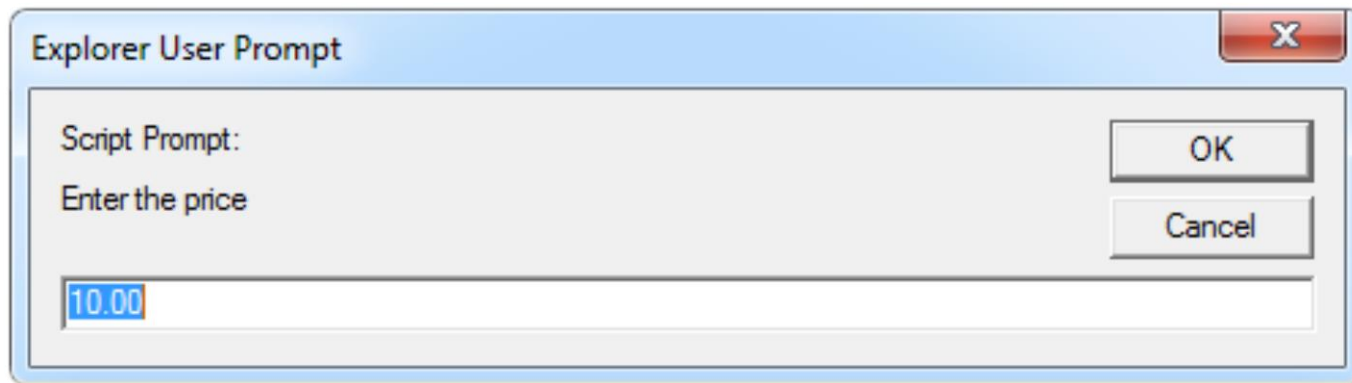 Explorer User Prompt
Script Prompt:
OK
Enter the price
Cancel
10.00